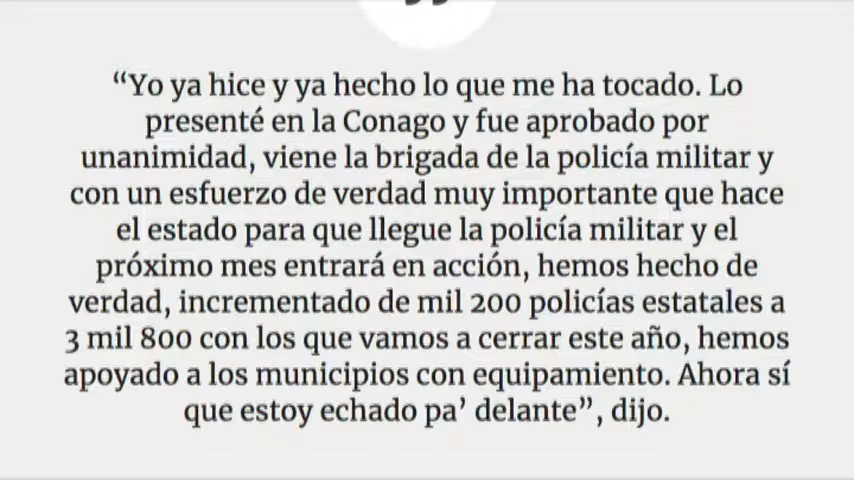 “Yo ya hice y ya hecho lo que me ha tocado. Lo
presenté en la Conago y fue aprobado por
unanimidad, viene la brigada de la policía militar y
con un esfuerzo de verdad muy importante que hace
el estado para que llegue la policía militar y el
próximo mes entrará en acción, hemos hecho de
verdad, incrementado de mil 200 policías estatales a
3 mil 800 con los que vamos a cerrar este año, hemos
apoyado a los municipios con equipamiento. Ahora sí
que estoy echado pa’ delante”, dijo.